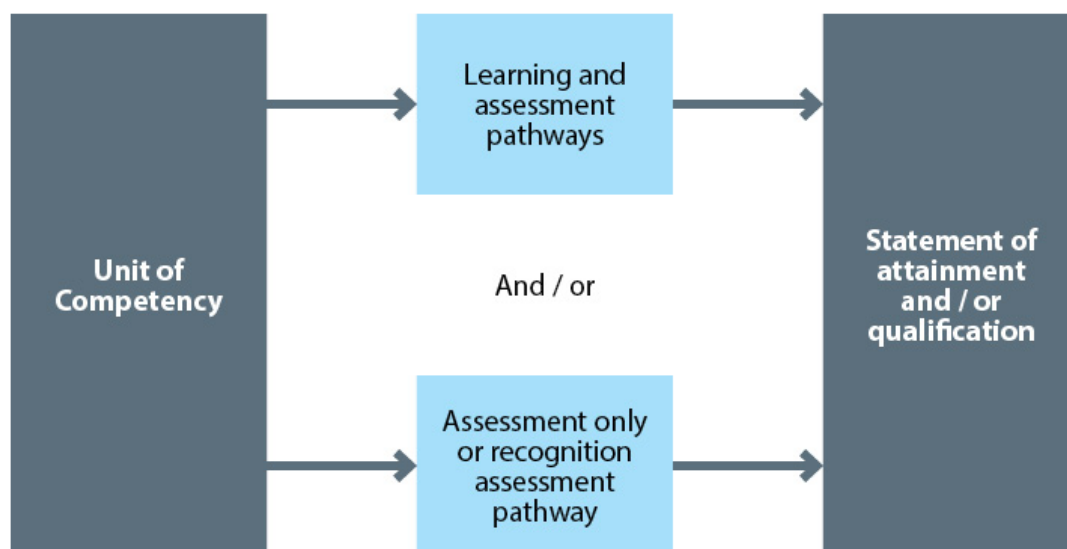 Unit of
Competency
Learning and
assessment
pathways
And / or
Assessment only
or recognition
assessment
pathway
Statement of
attainment
and / or
qualification